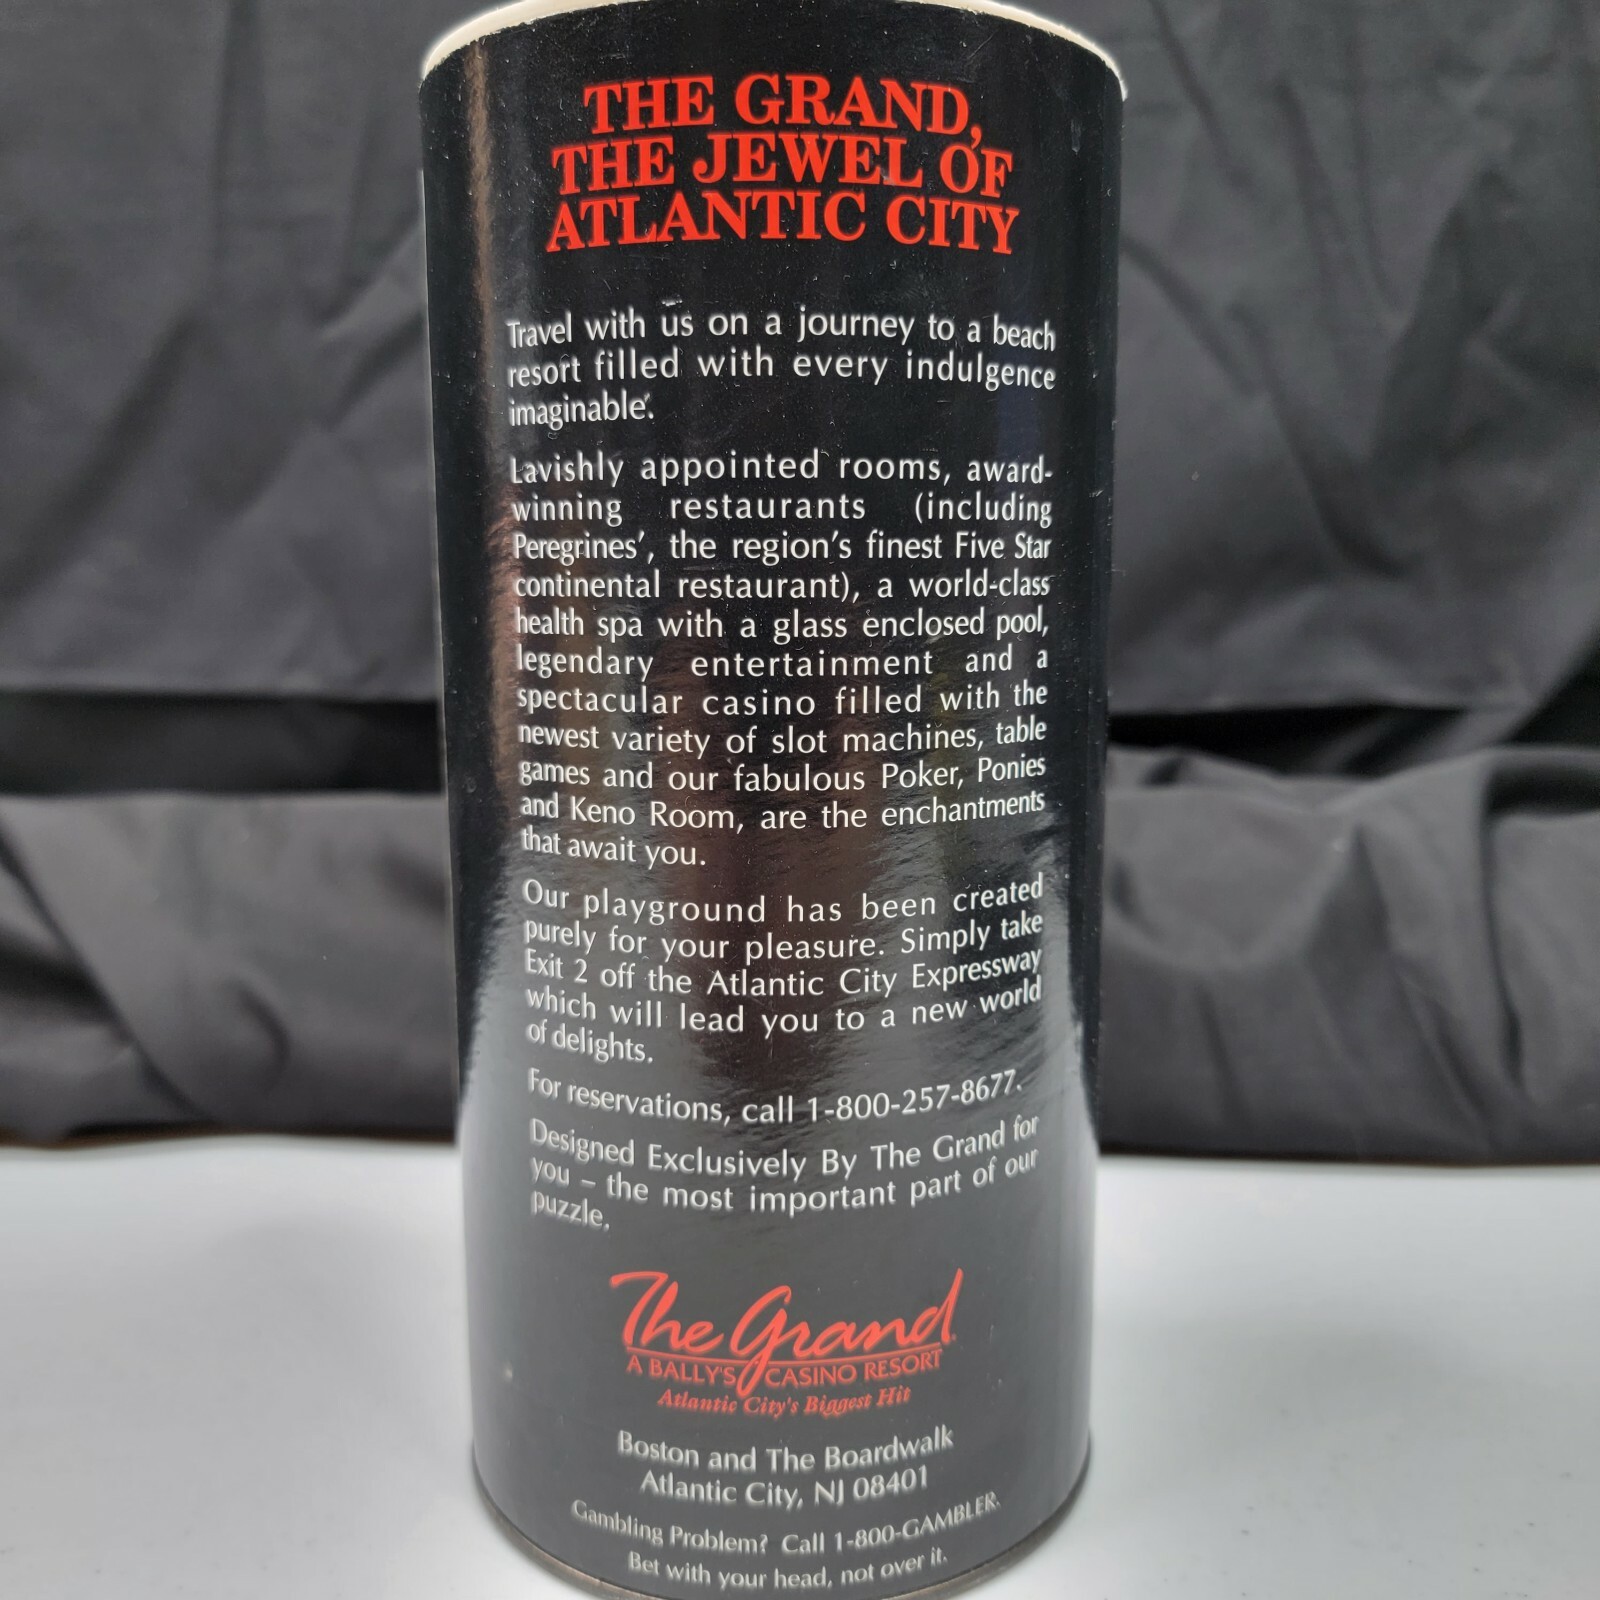 THE GRAND,
THE JEWEL OF
ATLANTIC CITY
Travel with us on a journey to a beach
resort filled with every indulgence
imaginable.
Lavishly appointed rooms, award-
winning restaurants (including
Peregrines', the region's finest Five Star
continental restaurant), a world-class
health spa with a glass enclosed pool,
legendary entertainment and a
spectacular casino filled with the
newest variety of slot machines, table
games and our fabulous Poker, Ponies
and Keno Room, are the enchantments
that await you.
Our playground has been created
purely for your pleasure. Simply take
Exit 2 off the Atlantic City Expressway
which will lead you to a new world
of delights.
For reservations, call 1-800-257-8677.
Designed Exclusively By The Grand for
you – the most important part of our
puzzle.
The Grand
A BALLY'S CASINO RESORT
Atlantic City's Biggest Hit
Boston and The Boardwalk
Atlantic City, NJ 08401
Gambling Problem? Call 1-800-GAMBLER.
Bet with your head, not over it.